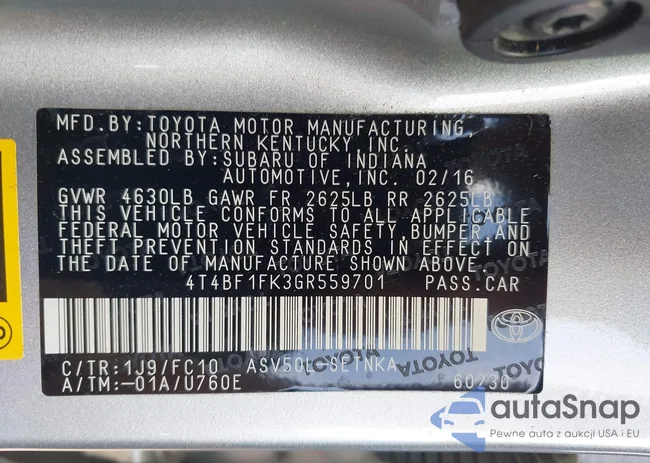 MFD.BY:TOYOTA MOTOR MANUFACTURING,
NORTHERN KENTUCKY,INC.
ASSEMBLED BY:SUBARU OF INDIANA
AUTOMOTIVE,INC. 02/16
GVWR 4630LB GAWR FR 2625LB RR 2625LB
THIS VEHICLE CONFORMS TO ALL APPLICABLE
FEDERAL MOTOR VEHICLE SAFETY,BUMPER,AND
THEFT PREVENTION STANDARDS IN EFFECT ON
THE DATE OF MANUFACTURE SHOWN ABOVE.
4T4BF1FK3GR559701 PASS.CAR
C/TR:1J9/FC10 ASV50L-SETNKA
A/TM:-01A/U760E 60230
TOYOTA
autaSnap
Pewne auta z aukcji USA i EU